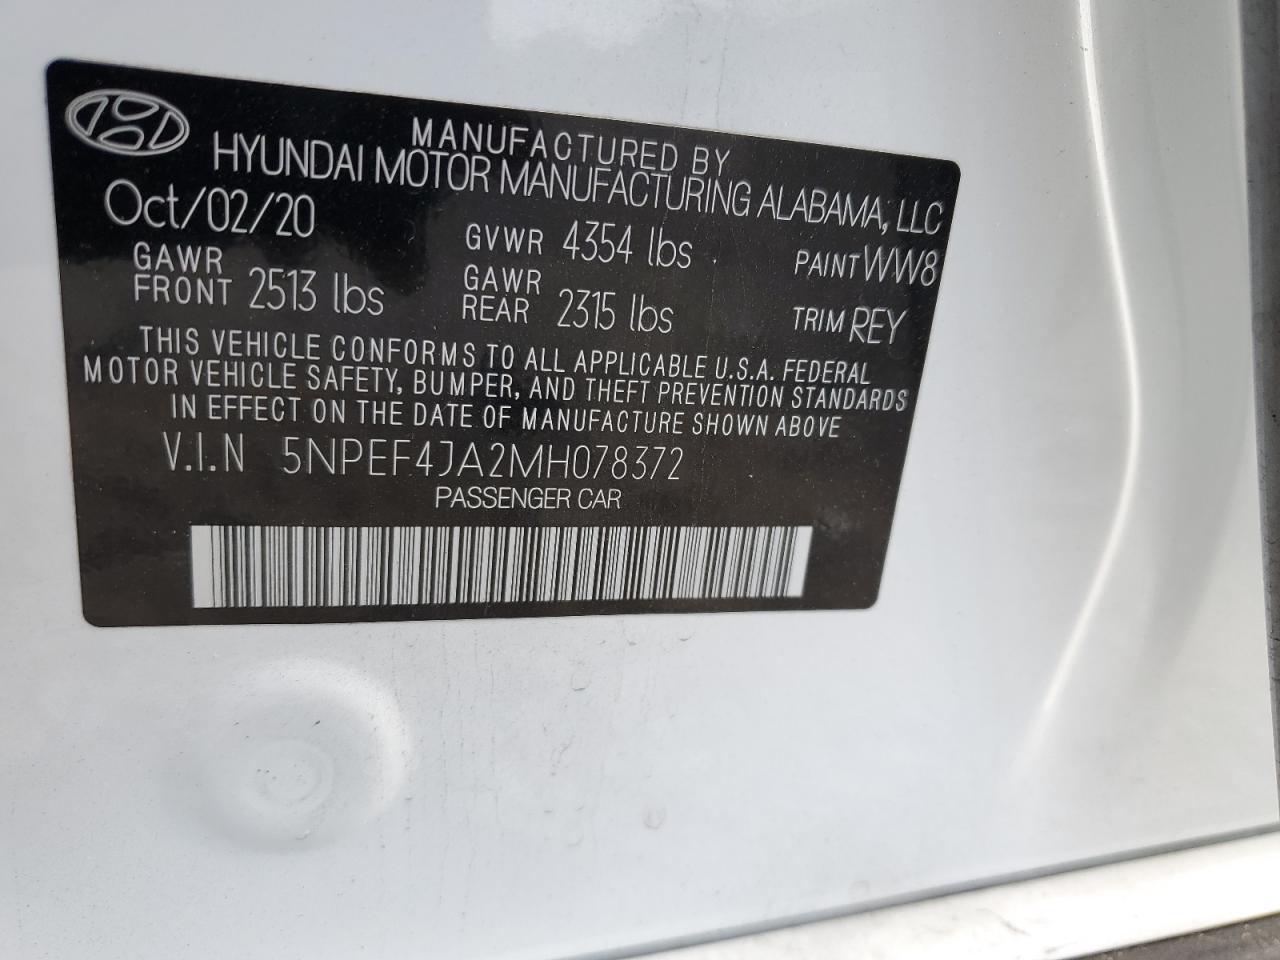 MANUFACTURED BY
HYUNDAI MOTOR MANUFACTURING ALABAMA, LLC
Oct/02/20 GVWR 4354 lbs PAINT WW8
GAWR FRONT 2513 lbs GAWR REAR 2315 lbs TRIM REY
THIS VEHICLE CONFORMS TO ALL APPLICABLE U.S.A. FEDERAL
MOTOR VEHICLE SAFETY, BUMPER, AND THEFT PREVENTION STANDARDS
IN EFFECT ON THE DATE OF MANUFACTURE SHOWN ABOVE
V.I.N 5NPEF4JA2MH078372
PASSENGER CAR